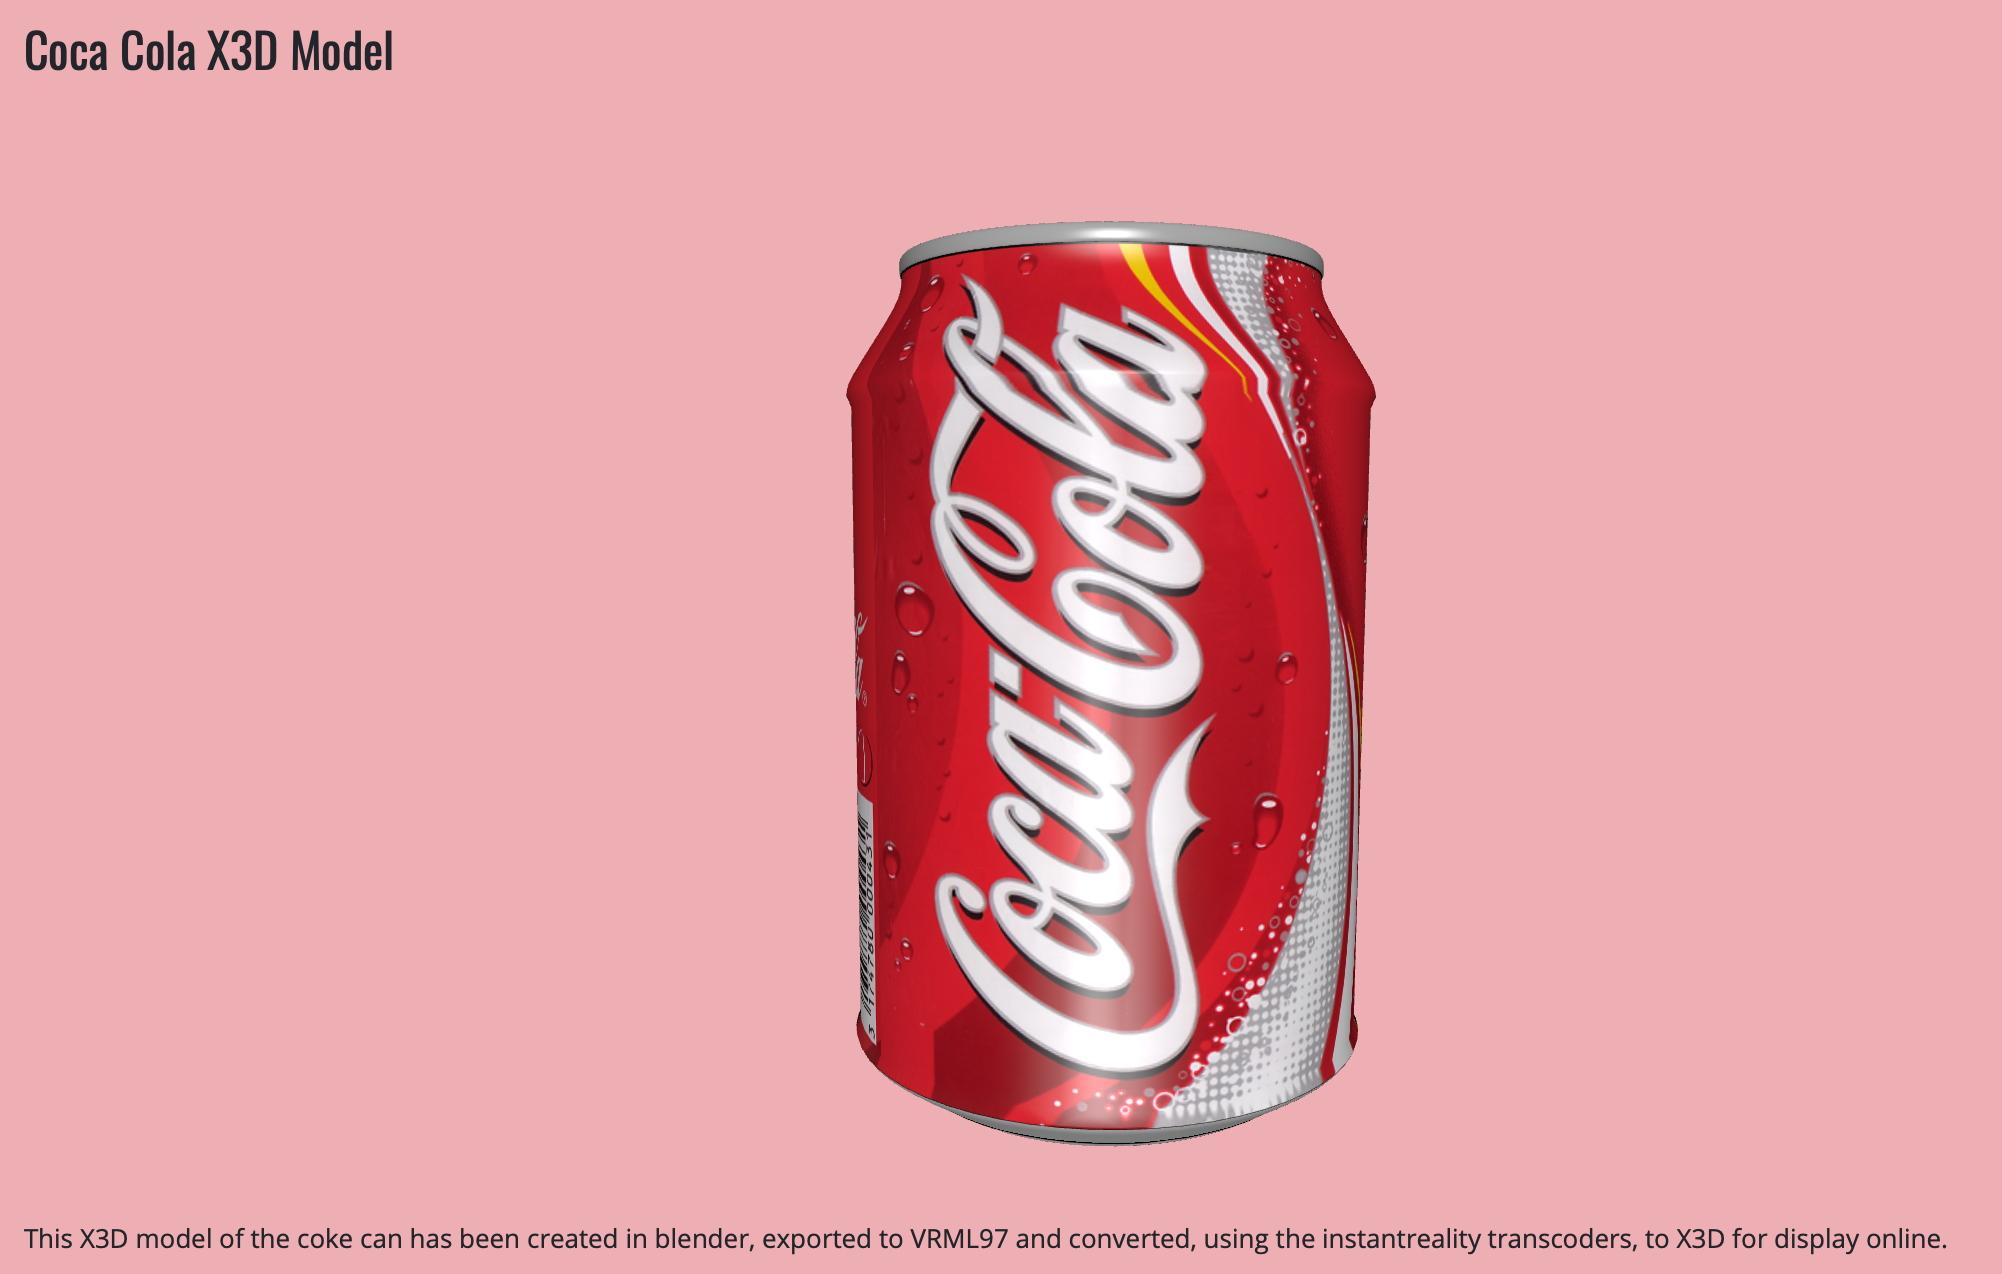 Coca Cola X3D Model
Coca-Cola
This X3D model of the coke can has been created in blender, exported to VRML97 and converted, using the instantreality transcoders, to X3D for display online.